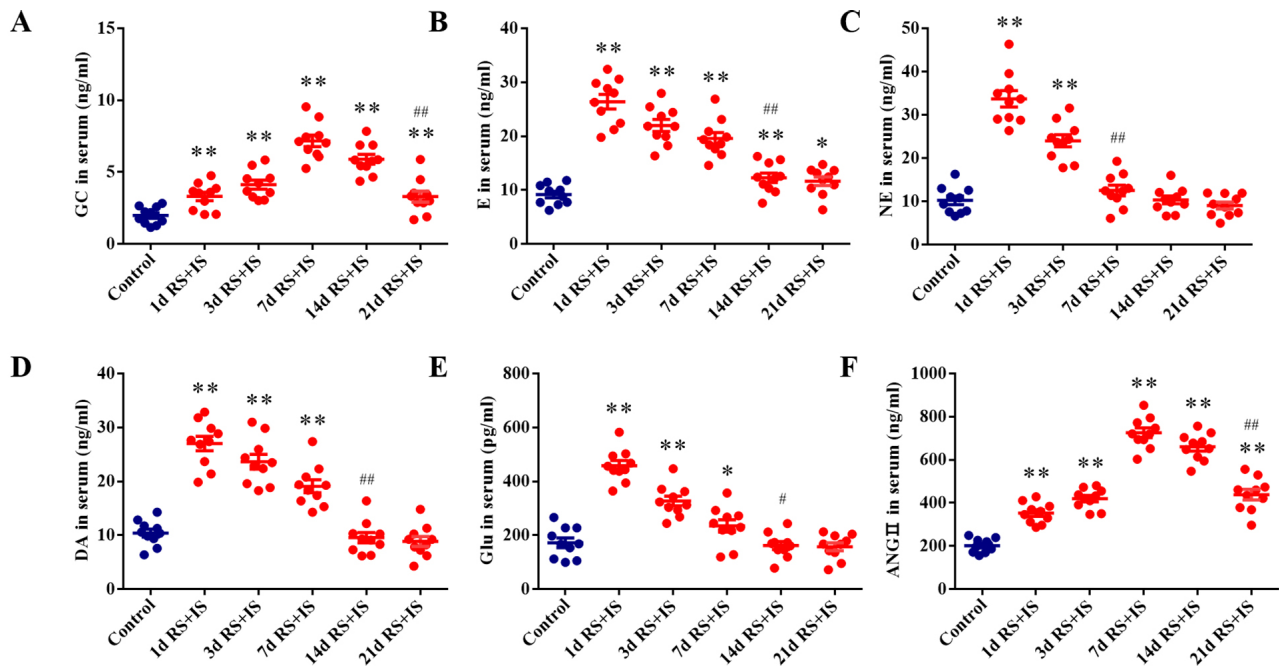 A
GC in serum (ng/ml)
15
10
5
0
**
**
**
**
##
**
Control
1d RS+IS
3d RS+IS
7d RS+IS
14d RS+IS
21d RS+IS
B
E in serum (ng/ml)
40
30
20
10
0
**
**
**
##
**
*
Control
1d RS+IS
3d RS+IS
7d RS+IS
14d RS+IS
21d RS+IS
C
NE in serum (ng/ml)
50
40
30
20
10
0
**
**
##
Control
1d RS+IS
3d RS+IS
7d RS+IS
14d RS+IS
21d RS+IS
D
DA in serum (ng/ml)
40
30
20
10
0
**
**
**
##
Control
1d RS+IS
3d RS+IS
7d RS+IS
14d RS+IS
21d RS+IS
E
Glu in serum (pg/ml)
800
600
400
200
0
**
**
*
#
Control
1d RS+IS
3d RS+IS
7d RS+IS
14d RS+IS
21d RS+IS
F
ANGⅡ in serum (ng/ml)
1000
800
600
400
200
0
**
**
**
**
##
**
Control
1d RS+IS
3d RS+IS
7d RS+IS
14d RS+IS
21d RS+IS